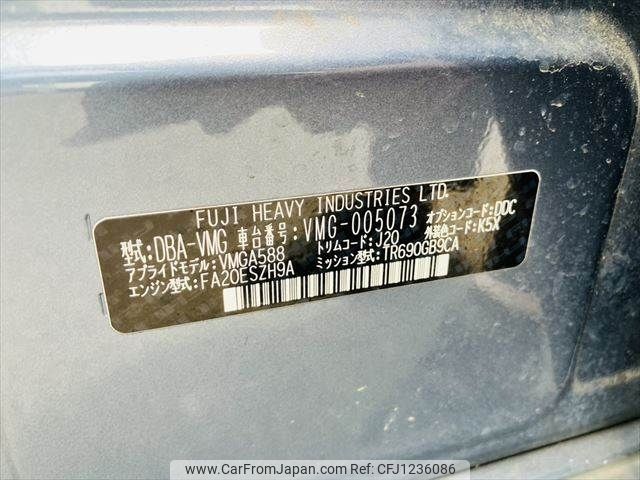 FUJI HEAVY INDUSTRIES LTD.
型式:DBA-VMG 車台番号:VMG-005073 オプションコード:DDC
アプライドモデル:VMGA588 トリムコード:J20 外装色コード:K5X
エンジン型式:FA20ESZH9A ミッション型式:TR690GB9CA
www.CarFromJapan.com | CFJ1236086